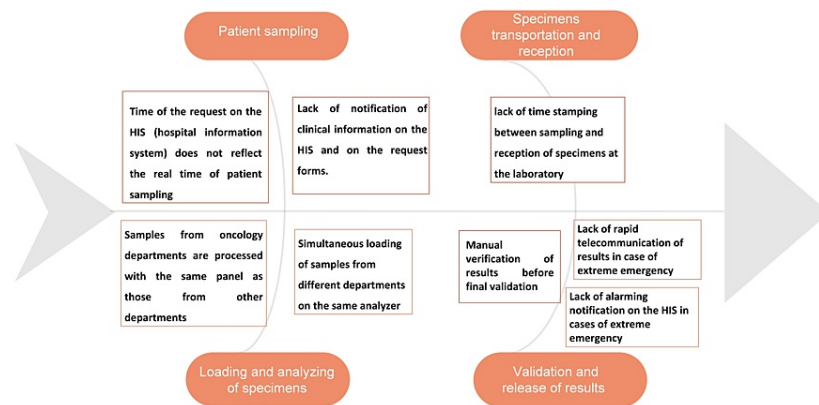 Patient sampling
Specimens
transportation and
reception
Time of the request on the
HIS (hospital information
system) does not reflect
the real time of patient
sampling
Lack of notification of
clinical information on the
HIS and on the request
forms.
lack of time stamping
between sampling and
reception of specimens at
the laboratory
Samples from oncology
departments are processed
with the same panel as
those from other
departments
Simultaneous loading
of samples from
different departments
on the same analyzer
Manual
verification of
results before
final validation
Lack of rapid
telecommunication of
results in case of
extreme emergency
Lack of alarming
notification on the HIS in
cases of extreme
emergency
Loading and analyzing
of specimens
Validation and
release of results